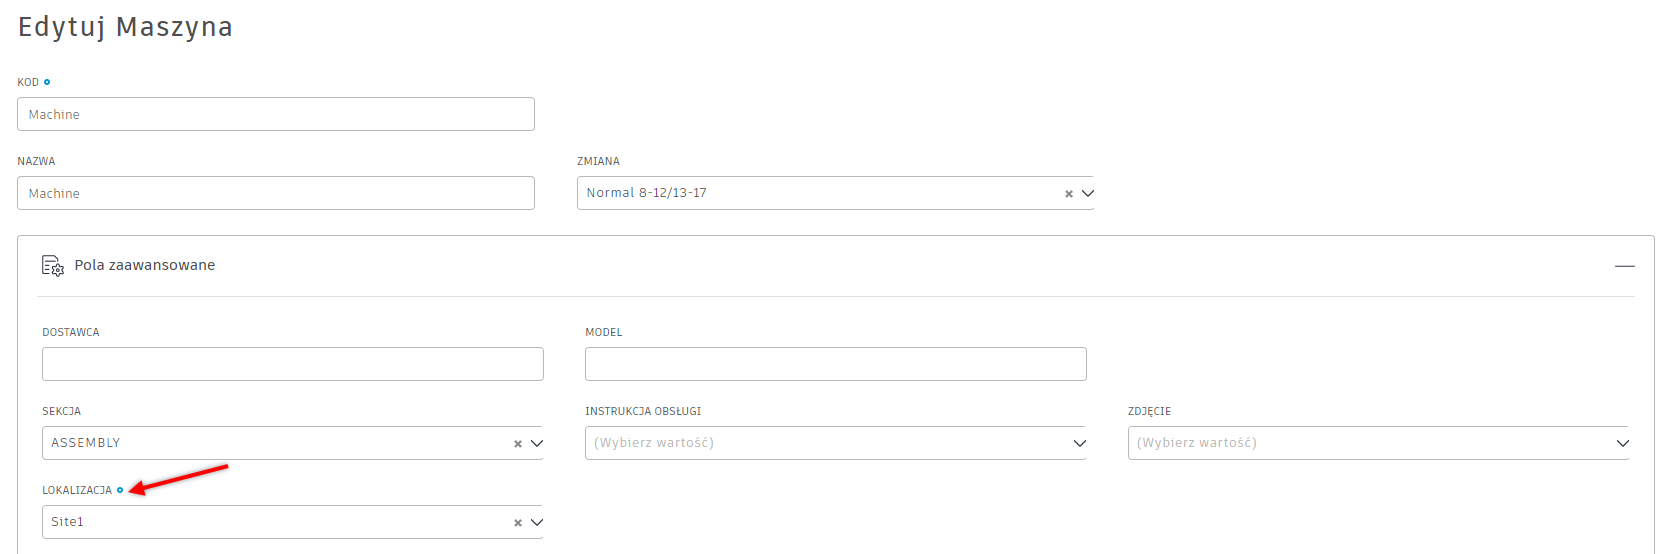 Edytuj Maszyna
KOD
Machine
NAZWA
ZMIANA
Machine
Normal 8-12/13-17
Pola zaawansowane
DOSTAWCA
MODEL
SEKCJA
INSTRUKCJA OBSŁUGI
ZDJĘCIE
ASSEMBLY
(Wybierz wartość)
(Wybierz wartość)
LOKALIZACJA
Site1